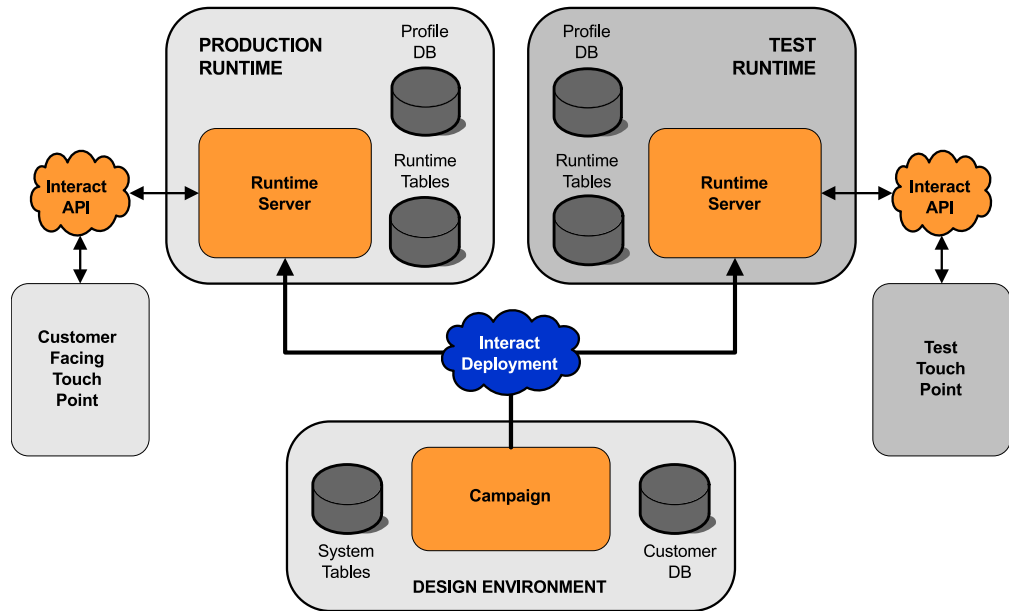 PRODUCTION
RUNTIME
Profile
DB
Runtime
Server
Runtime
Tables
Profile
DB
TEST
RUNTIME
Runtime
Tables
Runtime
Server
Interact
API
Interact
API
Customer
Facing
Touch
Point
Interact
Deployment
Test
Touch
Point
Campaign
System
Tables
Customer
DB
DESIGN ENVIRONMENT